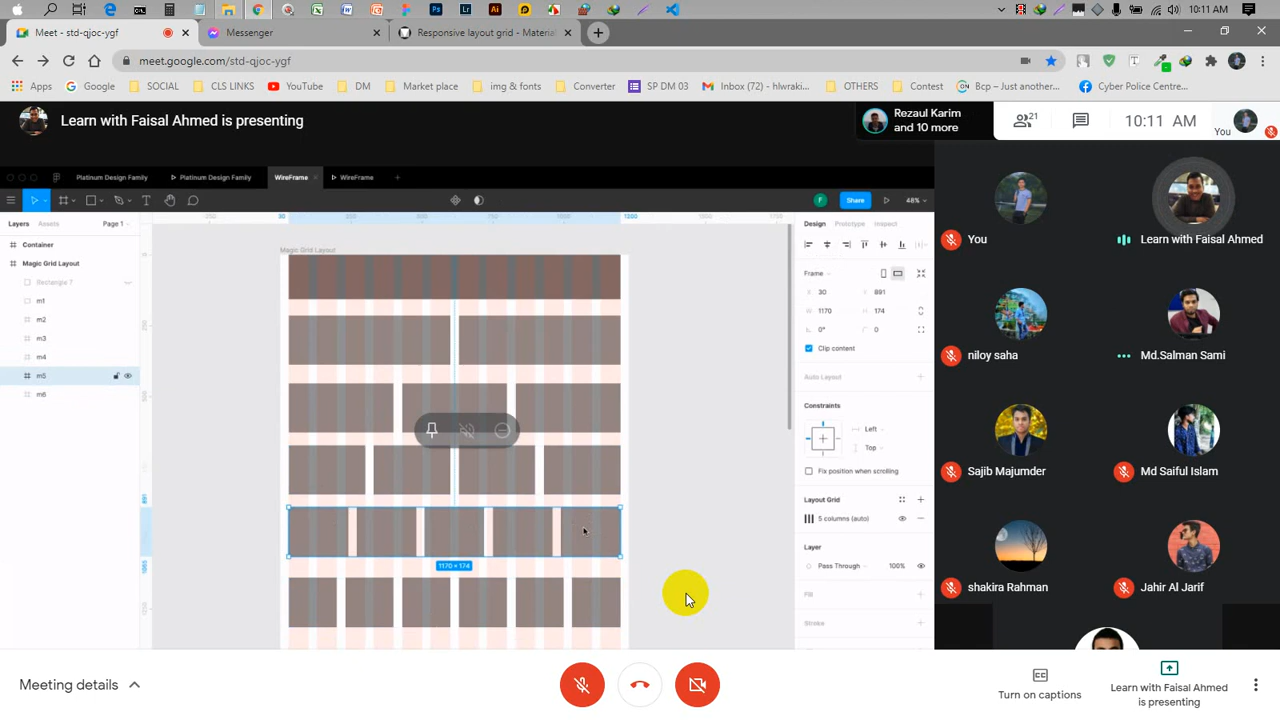 10:11 AM
Meet - std-qjoc-ygf
Messenger
Responsive layout grid - Material
meet.google.com/std-qjoc-ygf
Apps
Google
SOCIAL
CLS LINKS
YouTube
DM
Market place
img & fonts
Converter
SP DM 03
Inbox (72) - hlwraki...
OTHERS
Contest
Bcp – Just another...
Cyber Police Centre...
Learn with Faisal Ahmed is presenting
Rezaul Karim
and 10 more
21
10:11 AM
You
Platinum Design Family
Platinum Design Family
WireFrame
WireFrame
F
Share
48%
Layers
Assets
Page 1
30
1200
Design
Prototype
Inspect
Container
Magic Grid Layout
Rectangle 7
m1
m2
m3
m4
m5
m6
Magic Grid Layout
891
1065
1170 × 174
Frame
X 30
Y 891
W 1170
H 174
0°
0
Clip content
Auto Layout
Constraints
Left
Top
Fix position when scrolling
Layout Grid
5 columns (auto)
Layer
Pass Through
100%
Fill
Stroke
You
Learn with Faisal Ahmed
niloy saha
Md.Salman Sami
Sajib Majumder
Md Saiful Islam
shakira Rahman
Jahir Al Jarif
Meeting details
CC
Turn on captions
Learn with Faisal Ahmed
is presenting